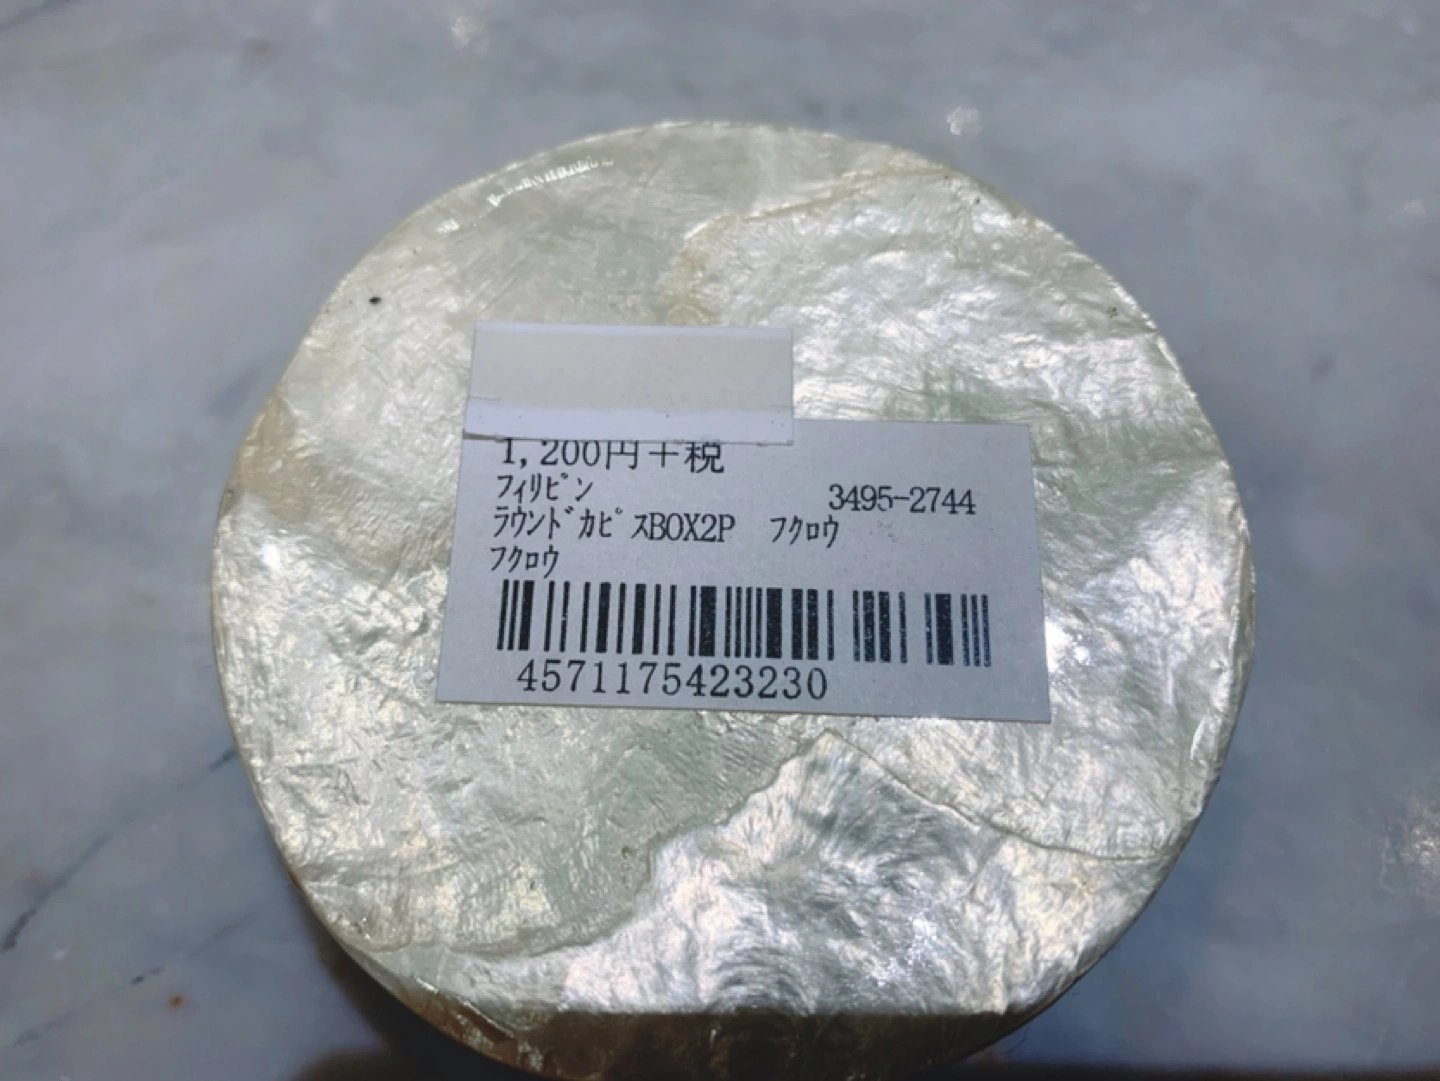 1,200円+税
フィリピン 3495-2744
ラウンドカピスBOX2P フクロウ
フクロウ
4571175423230